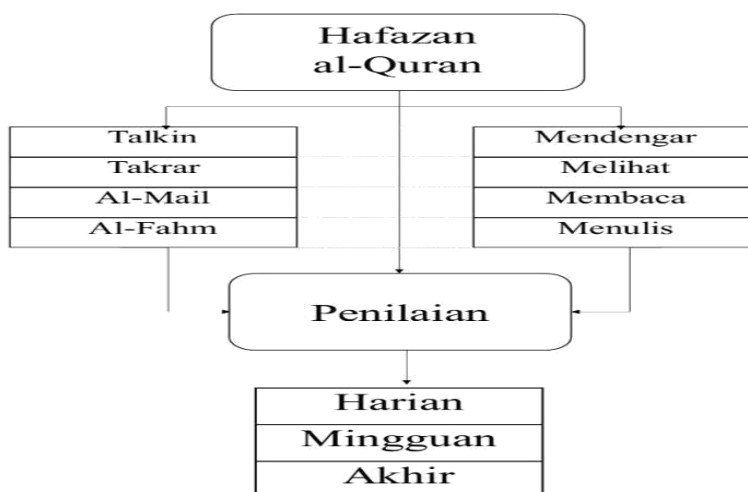 Hafazan
al-Quran
Talkin
Takrar
Al-Mail
Al-Fahm
Mendengar
Melihat
Membaca
Menulis
Penilaian
Harian
Mingguan
Akhir